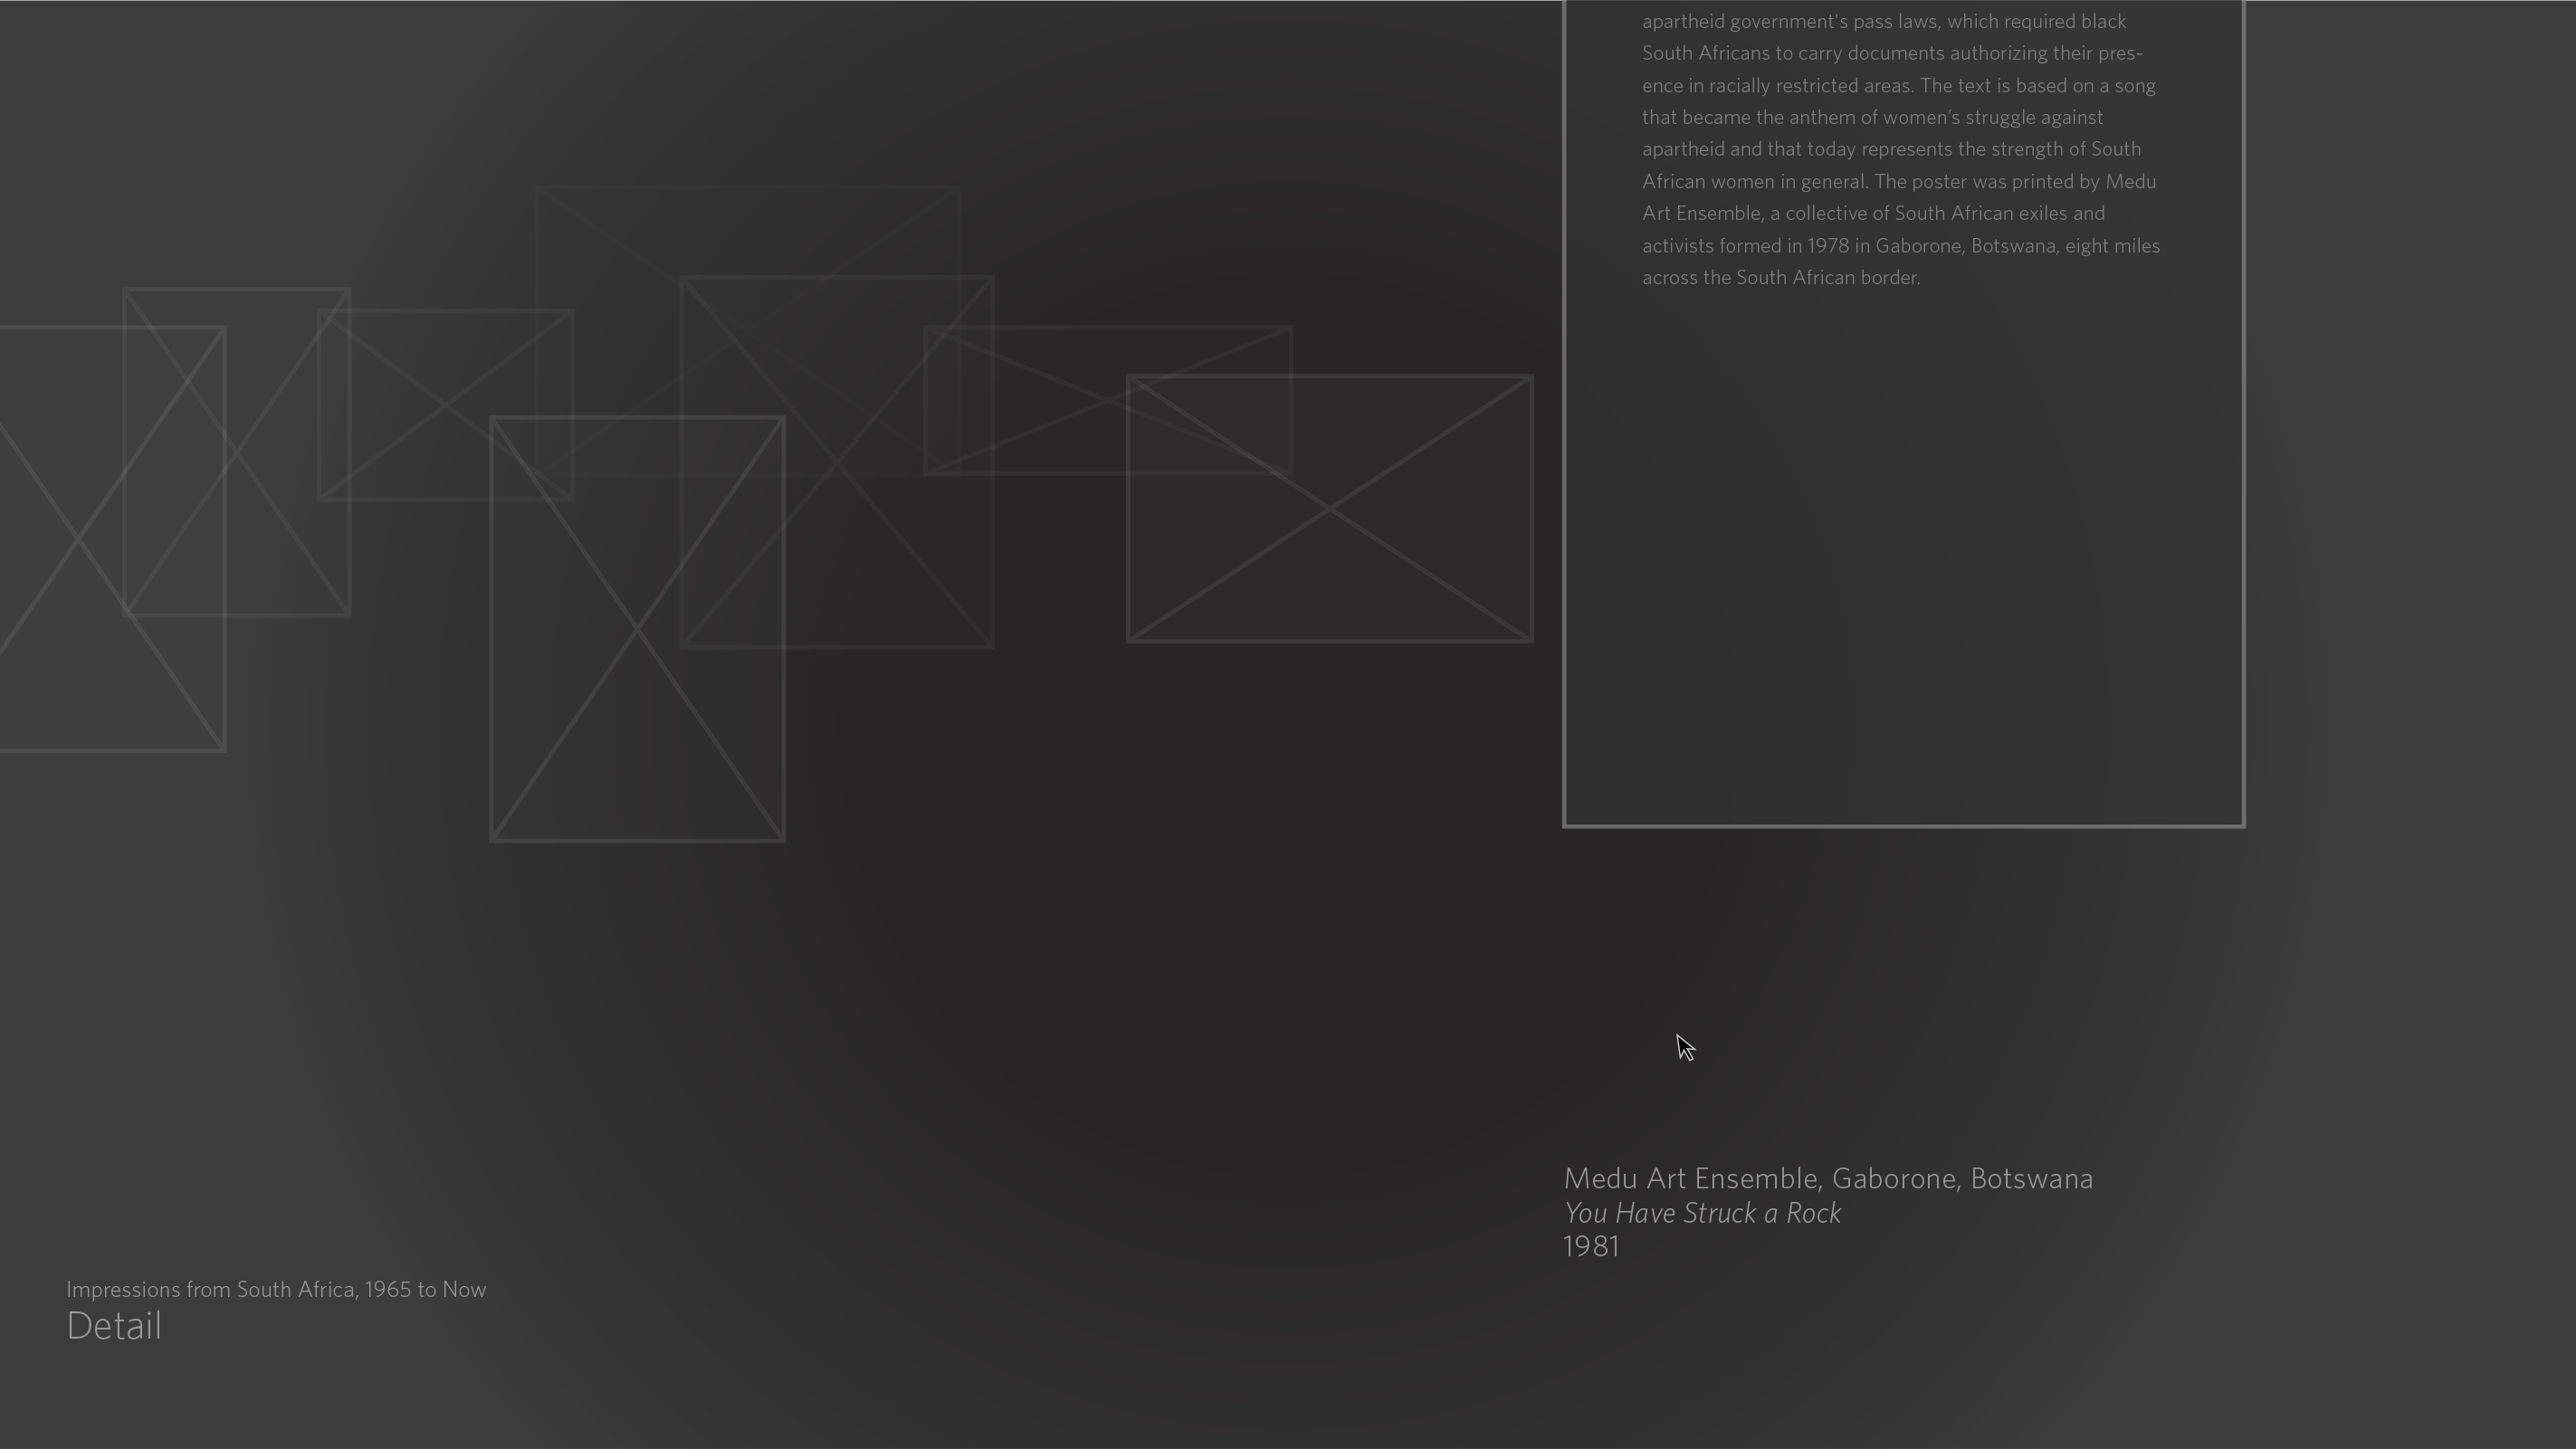 apartheid government's pass laws, which required black
South Africans to carry documents authorizing their pres-
ence in racially restricted areas. The text is based on a song
that became the anthem of women’s struggle against
apartheid and that today represents the strength of South
African women in general. The poster was printed by Medu
Art Ensemble, a collective of South African exiles and
activists formed in 1978 in Gaborone, Botswana, eight miles
across the South African border.
Medu Art Ensemble, Gaborone, Botswana
You Have Struck a Rock
1981
Impressions from South Africa, 1965 to Now
Detail